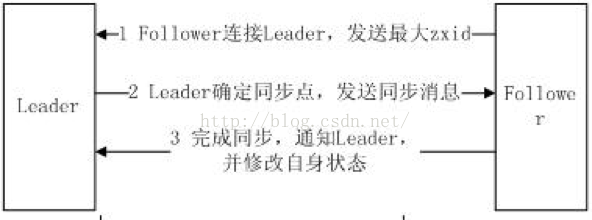 1 Follower连接Leader，发送最大zxid
2 Leader确定同步点，发送同步消息
Leader
Followe
r
http://blog.csdn.net/
3 完成同步，通知Leader，
并修改自身状态